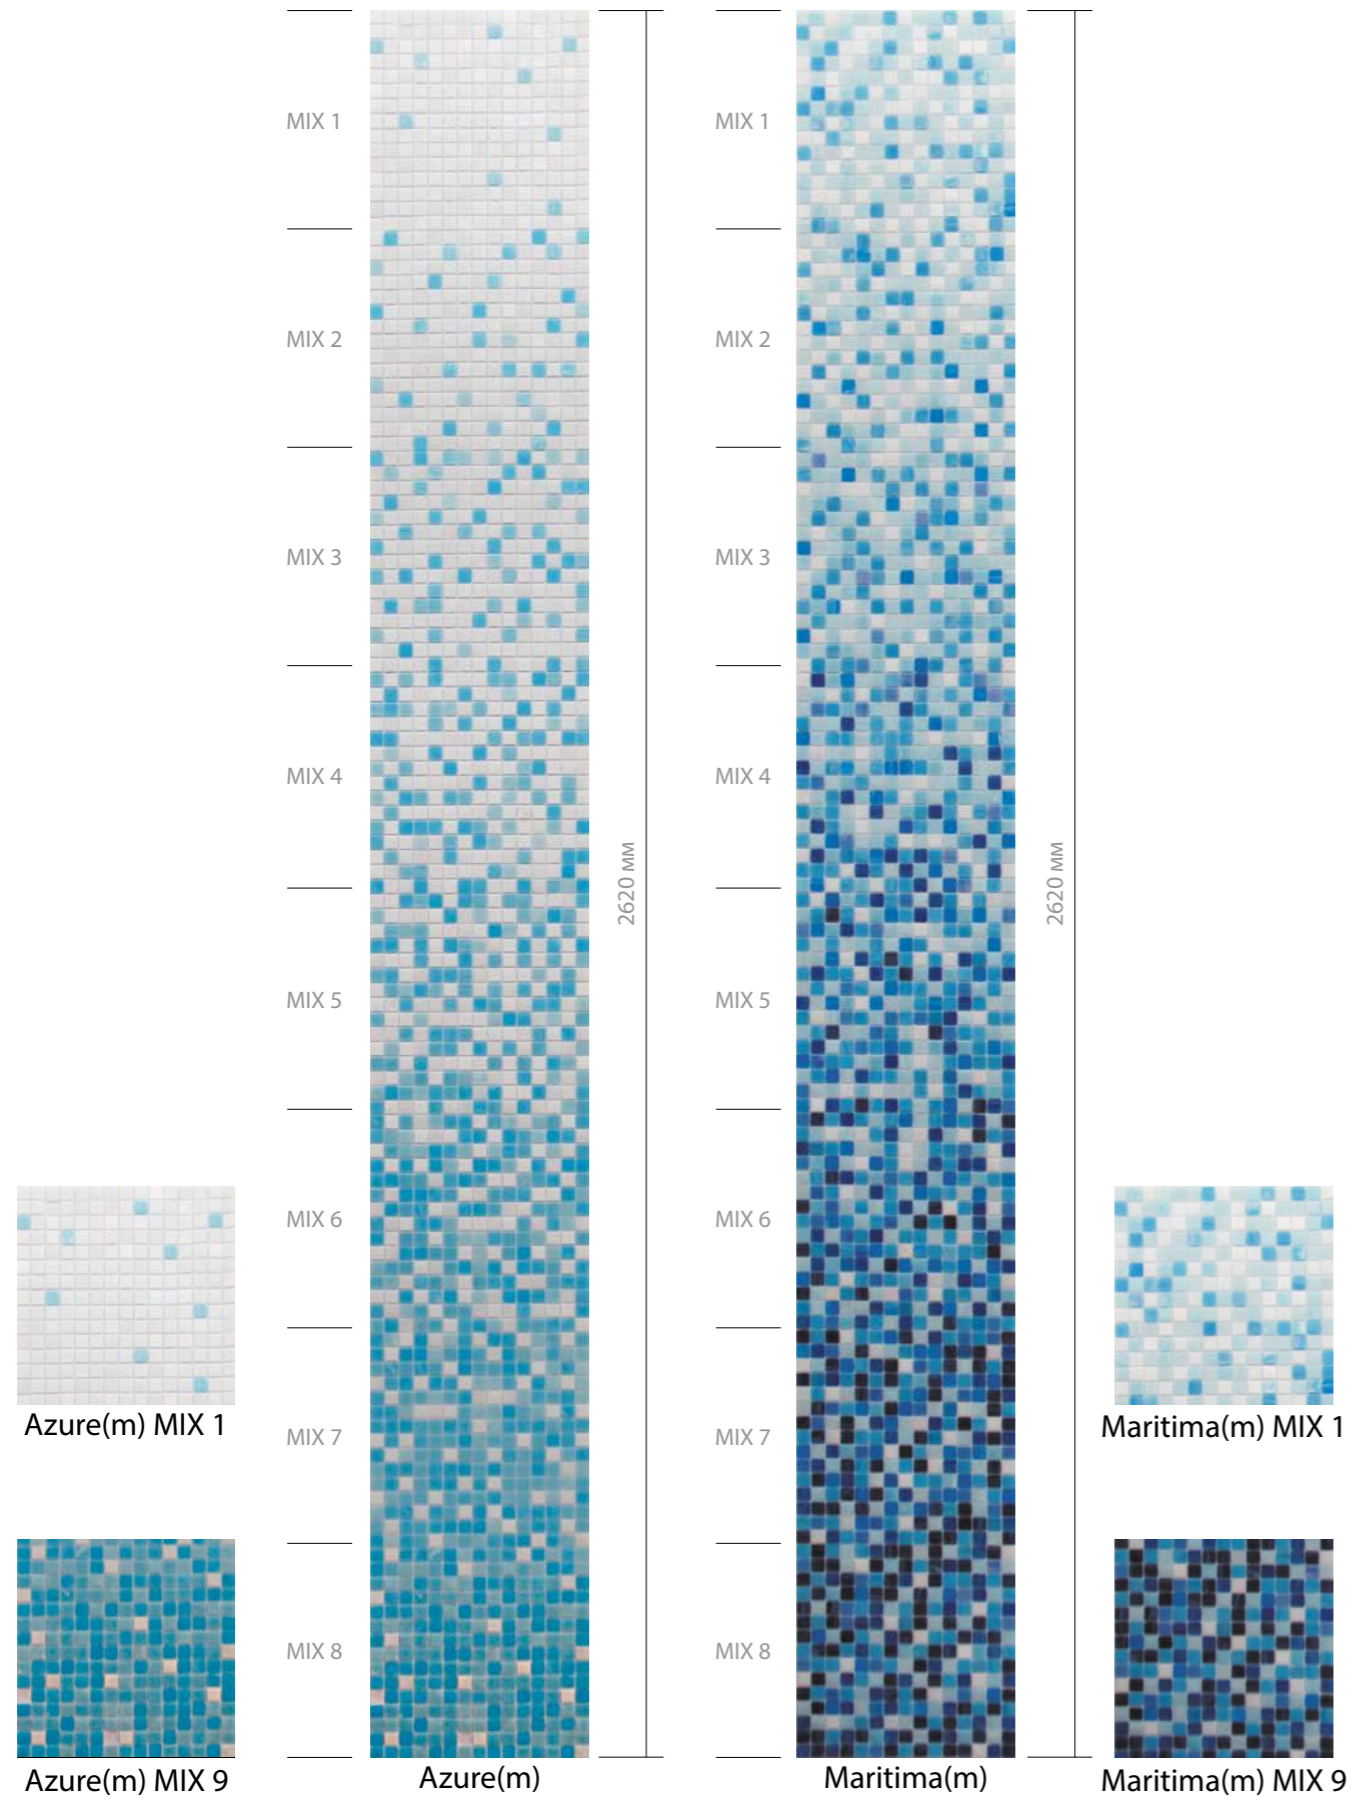 MIX 1
MIX 2
MIX 3
MIX 4
MIX 5
MIX 6
MIX 7
MIX 8
2620 мм
Azure(m)
MIX 1
MIX 2
MIX 3
MIX 4
MIX 5
MIX 6
MIX 7
MIX 8
2620 мм
Maritima(m)
Azure(m) MIX 1
Azure(m) MIX 9
Maritima(m) MIX 1
Maritima(m) MIX 9